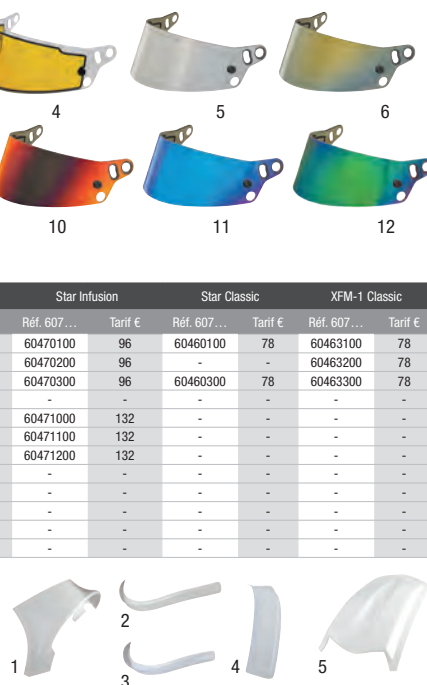 4 5 6
10 11 12
Star Infusion Star Classic XFM-1 Classic
Réf. 607… Tarif € Réf. 607… Tarif € Réf. 607… Tarif €
60470100 96 60460100 78 60463100 78
60470200 96 - - 60463200 78
60470300 96 60460300 78 60463300 78
- - - - - -
60471000 132 - - - -
60471100 132 - - - -
60471200 132 - - - -
- - - - - -
- - - - - -
- - - - - -
- - - - - -
- - - - - -
1 2 3 4 5